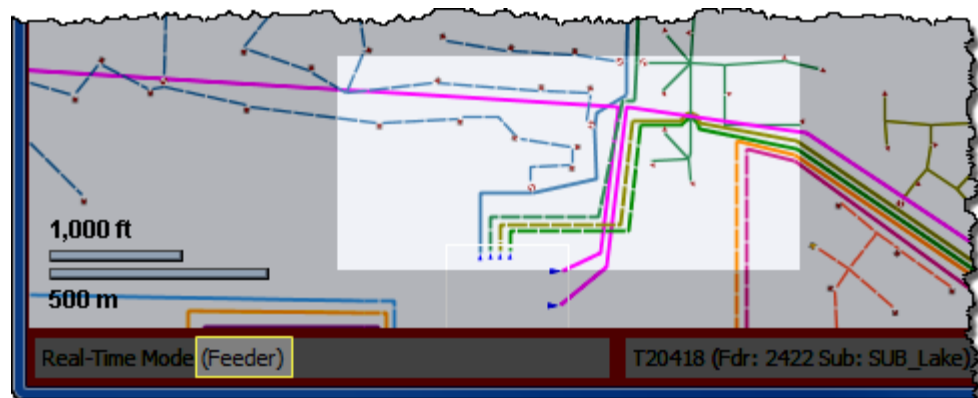 1,000 ft
500 m
Real-Time Mode (Feeder)
T20418 (Fdr: 2422 Sub: SUB_Lake),